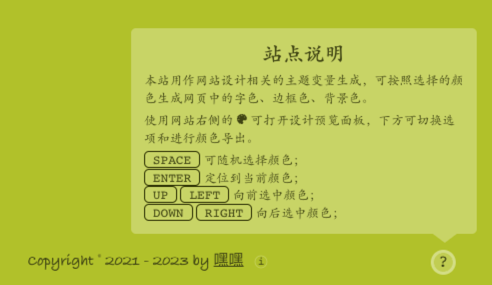 站点说明
本站用作网站设计相关的主题变量生成，可按照选择的颜
色生成网页中的字色、边框色、背景色。
使用网站右侧的 可打开设计预览面板，下方可切换选
项和进行颜色导出。
SPACE 可随机选择颜色；
ENTER 定位到当前颜色；
UP LEFT 向前选中颜色；
DOWN RIGHT 向后选中颜色；
Copyright © 2021 - 2023 by 嘿嘿 i
?